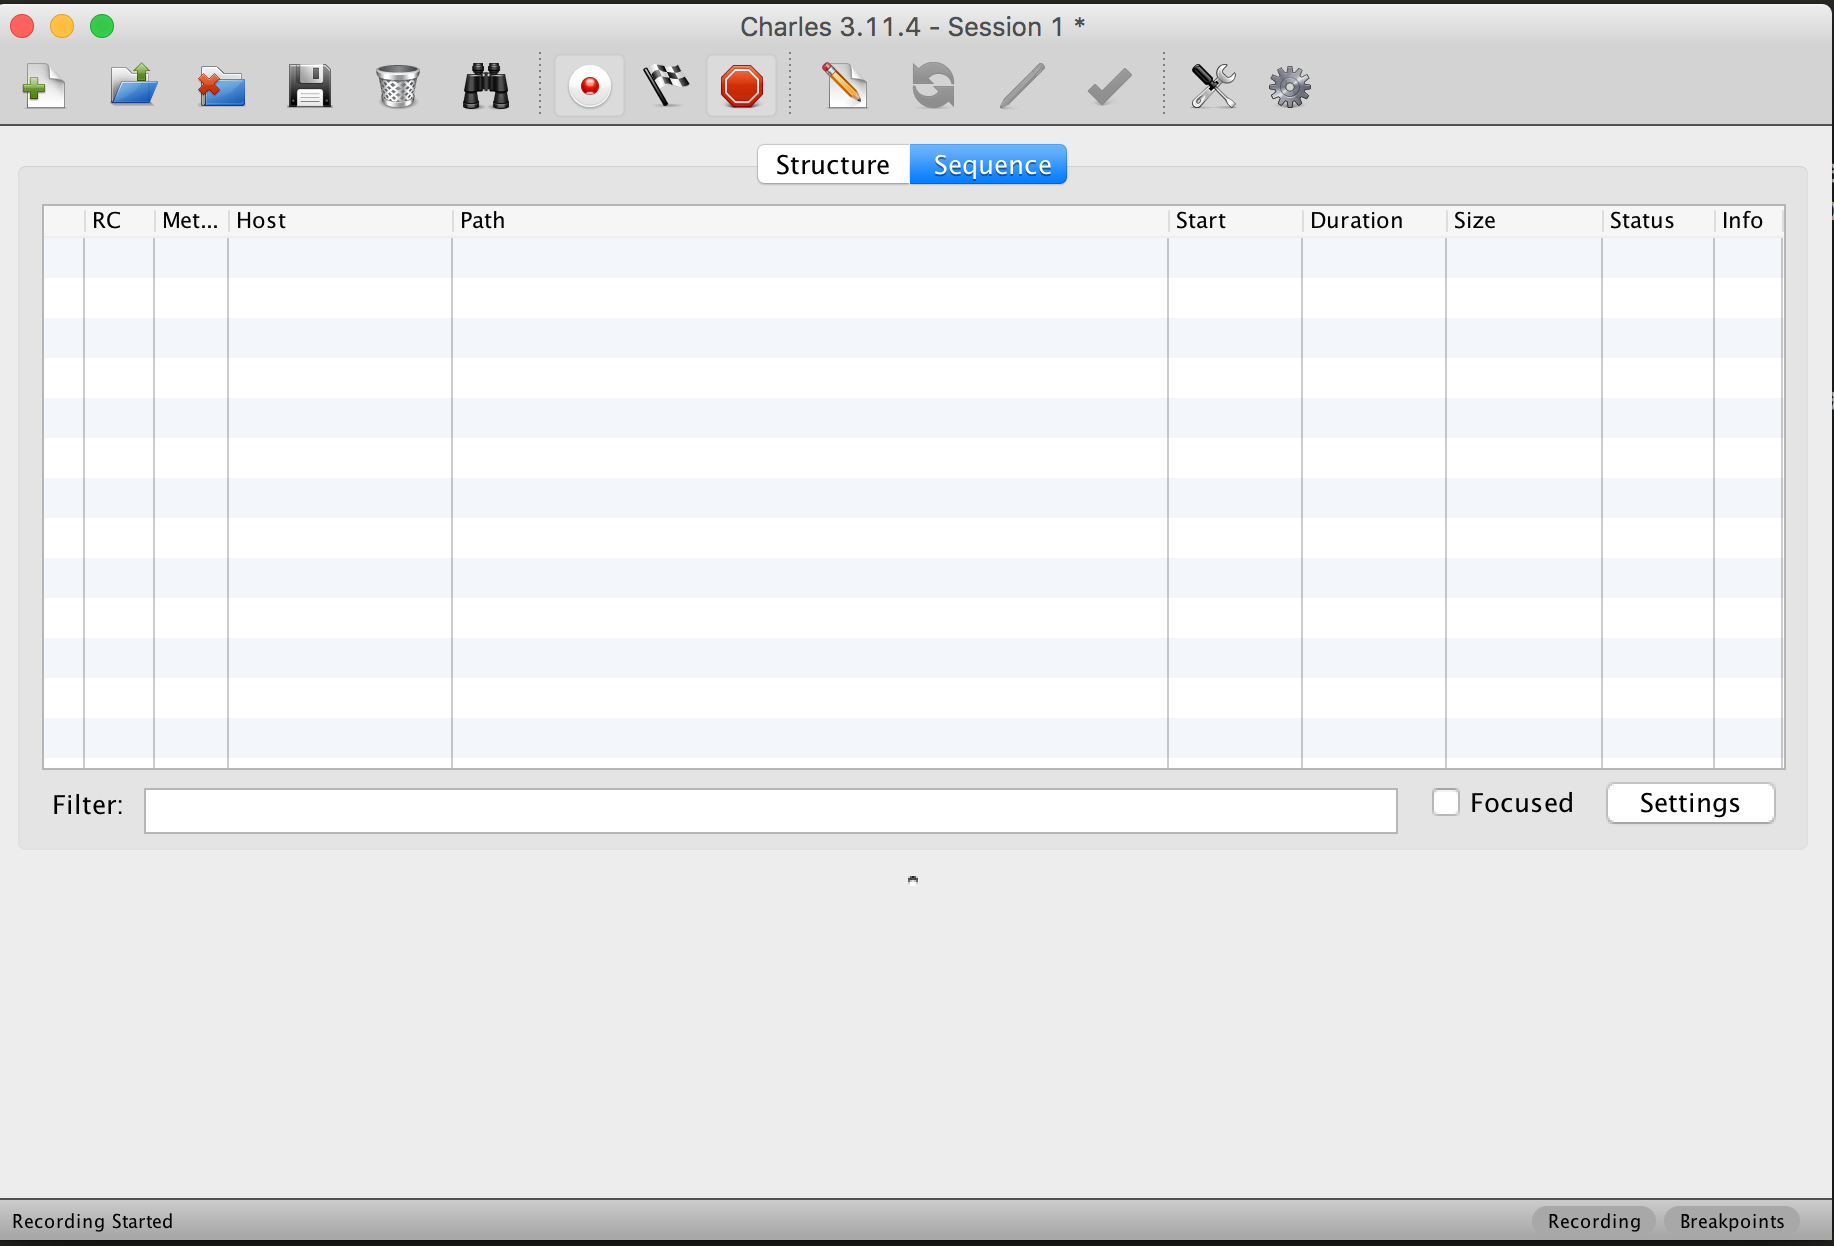 Charles 3.11.4 - Session 1 *
Structure Sequence
RC Met... Host Path Start Duration Size Status Info
Filter: Focused Settings
Recording Started Recording Breakpoints